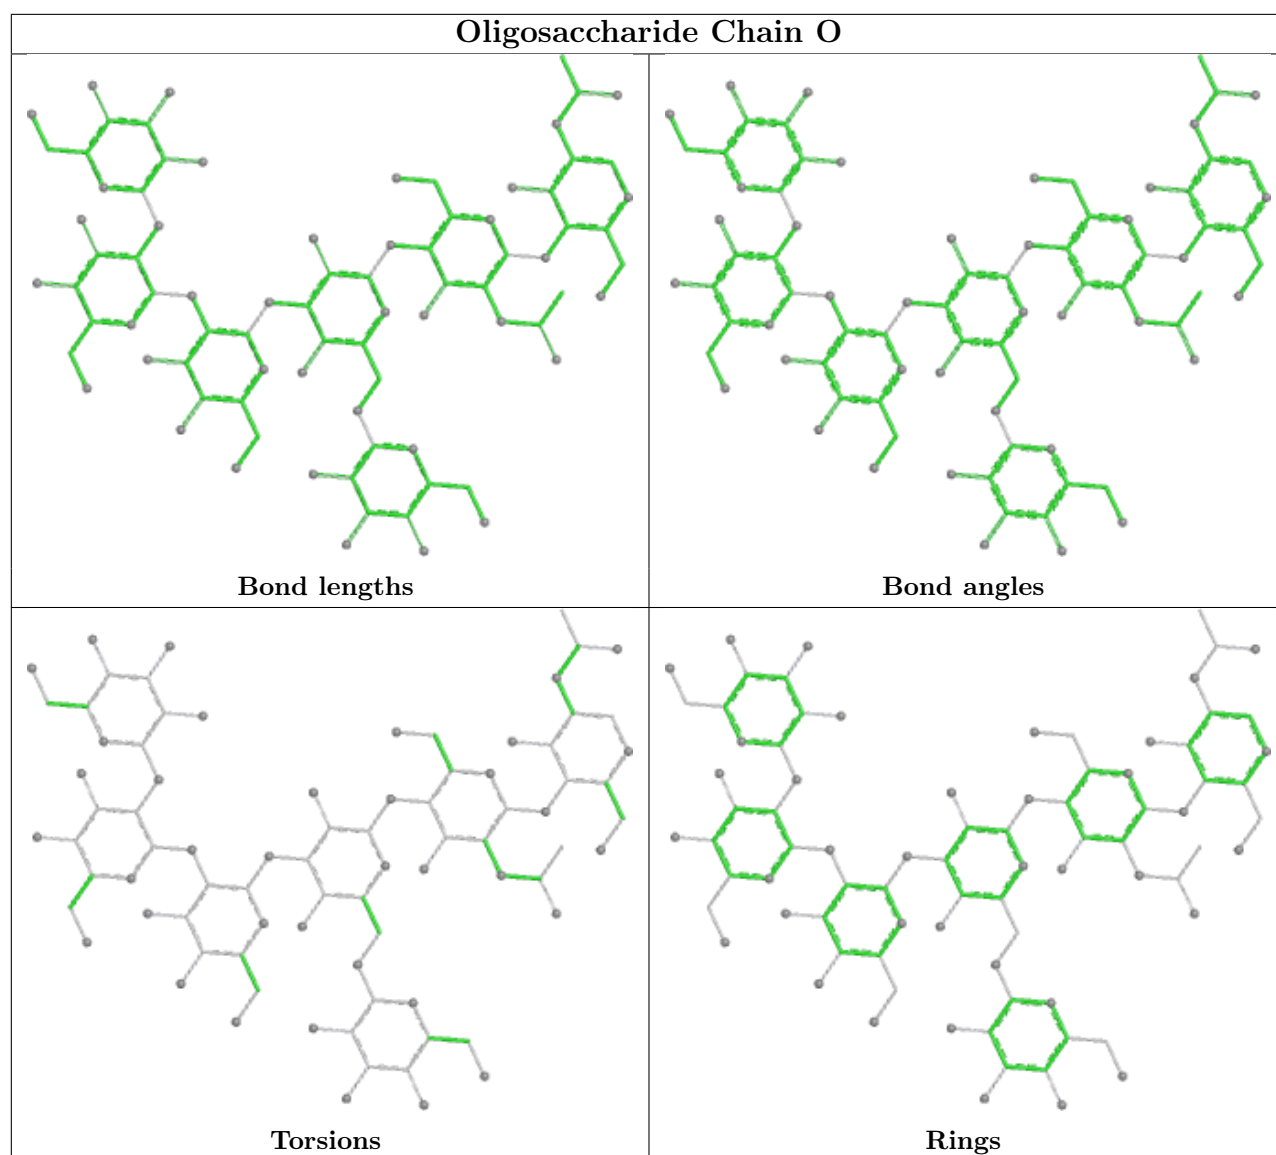 Oligosaccharide Chain O
Bond lengths
Bond angles
Torsions
Rings